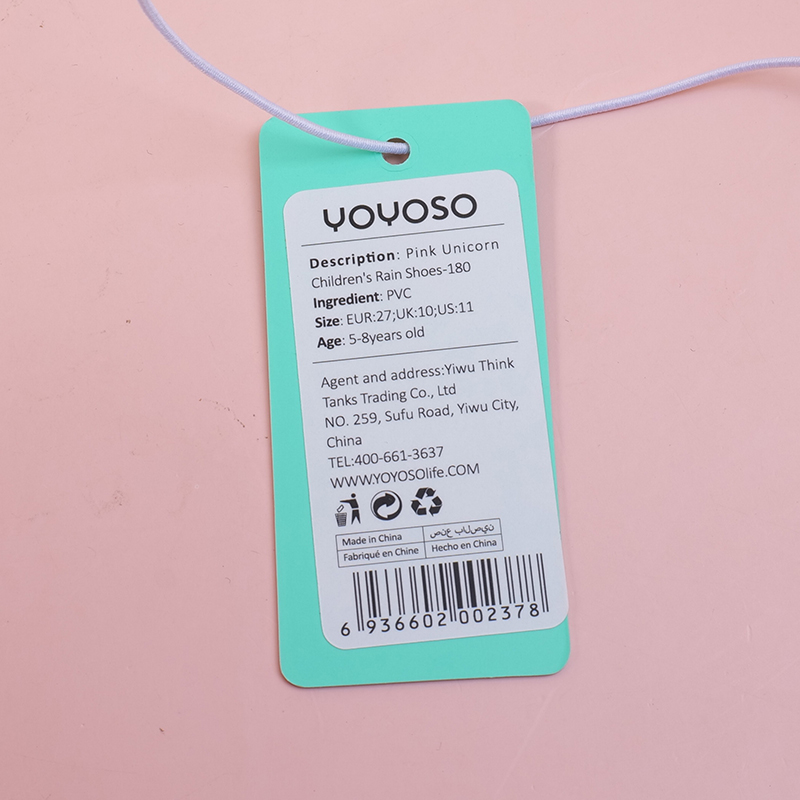 YOYOSO
Description: Pink Unicorn
Children's Rain Shoes-180
Ingredient: PVC
Size: EUR:27;UK:10;US:11
Age: 5-8years old
Agent and address:Yiwu Think
Tanks Trading Co., Ltd
NO. 259, Sufu Road, Yiwu City,
China
TEL:400-661-3637
WWW.YOYOSOlife.COM
Made in China
صنع بالصين
Fabriqué en Chine
Hecho en China
6 936602 002378